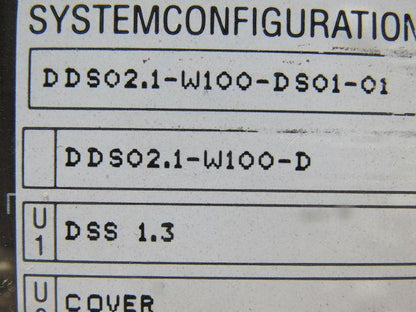 SYSTEMCONFIGURATION
DDS02.1-W100-DS01-01
DDS02.1-W100-D
U1 DSS 1.3
U COVER